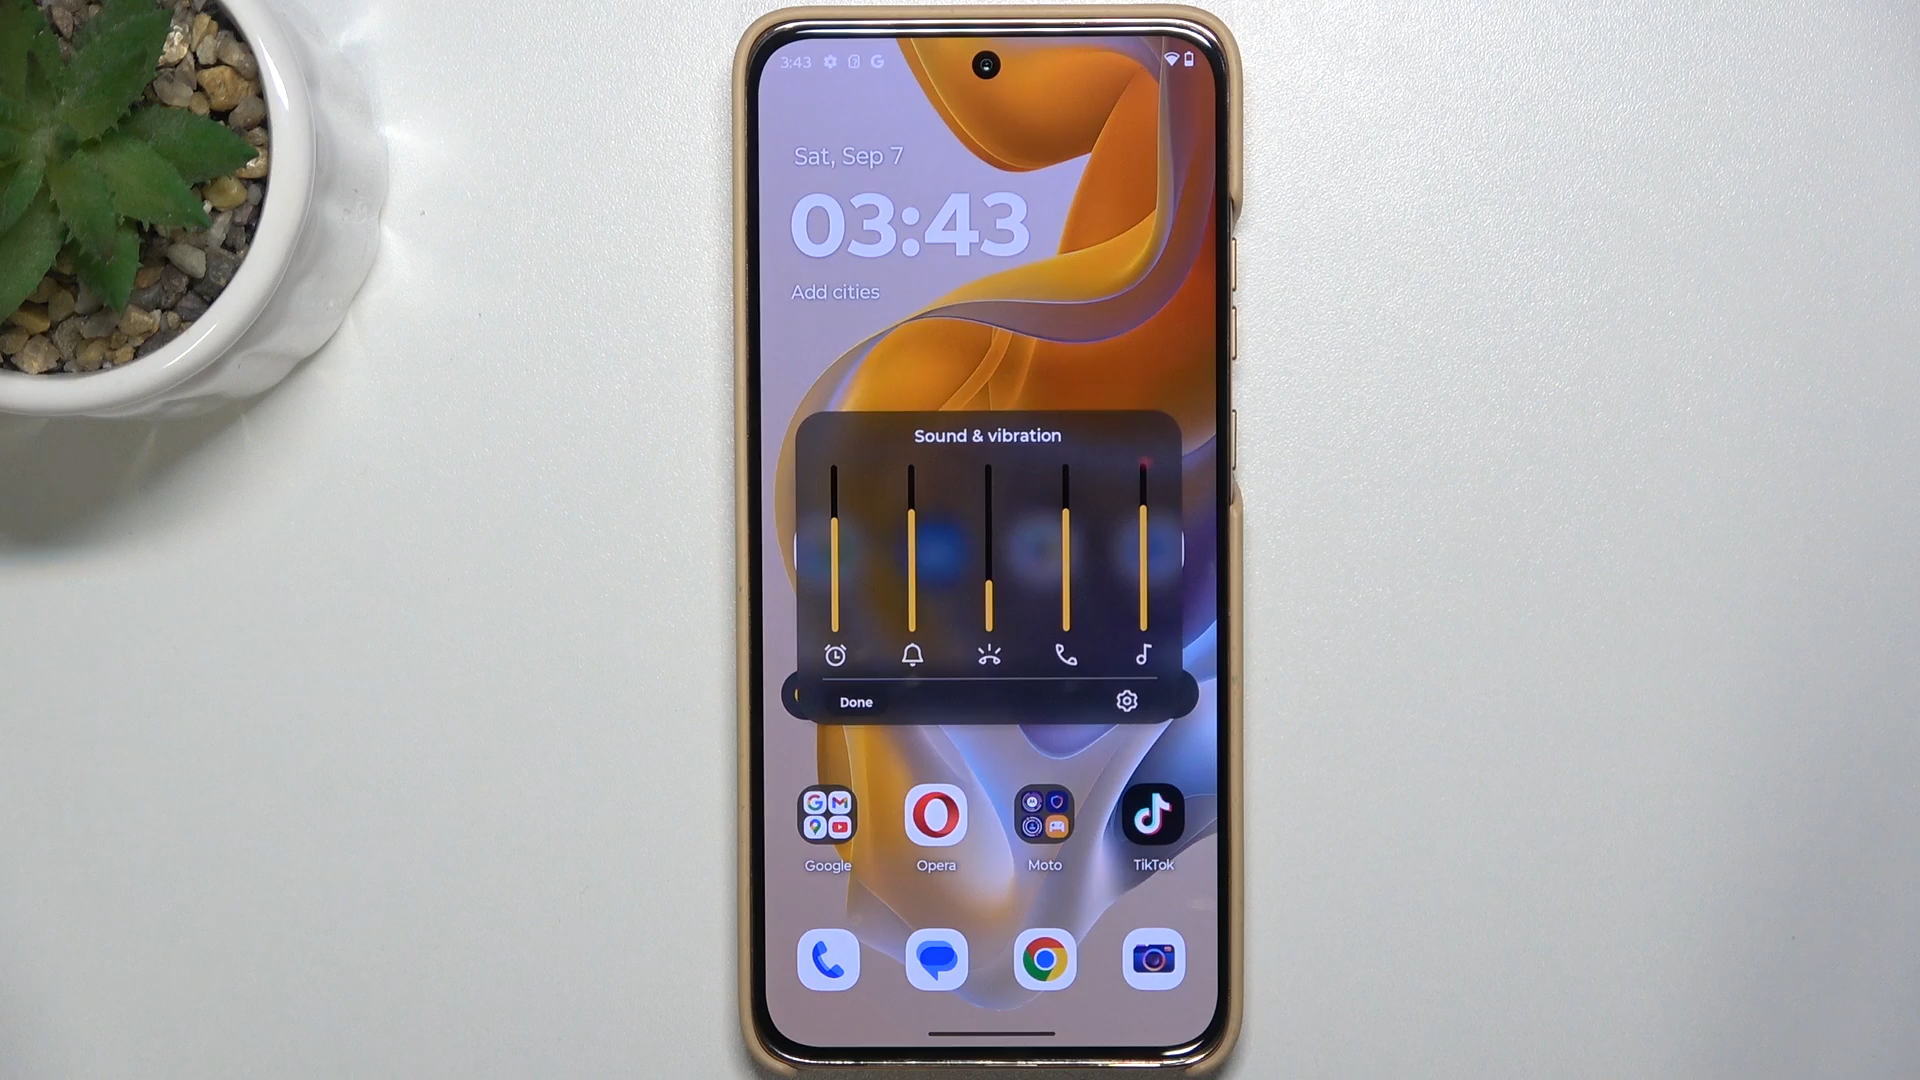 3:43
Sat, Sep 7
03:43
Add cities
Sound & vibration
Done
Google
Opera
Moto
TikTok